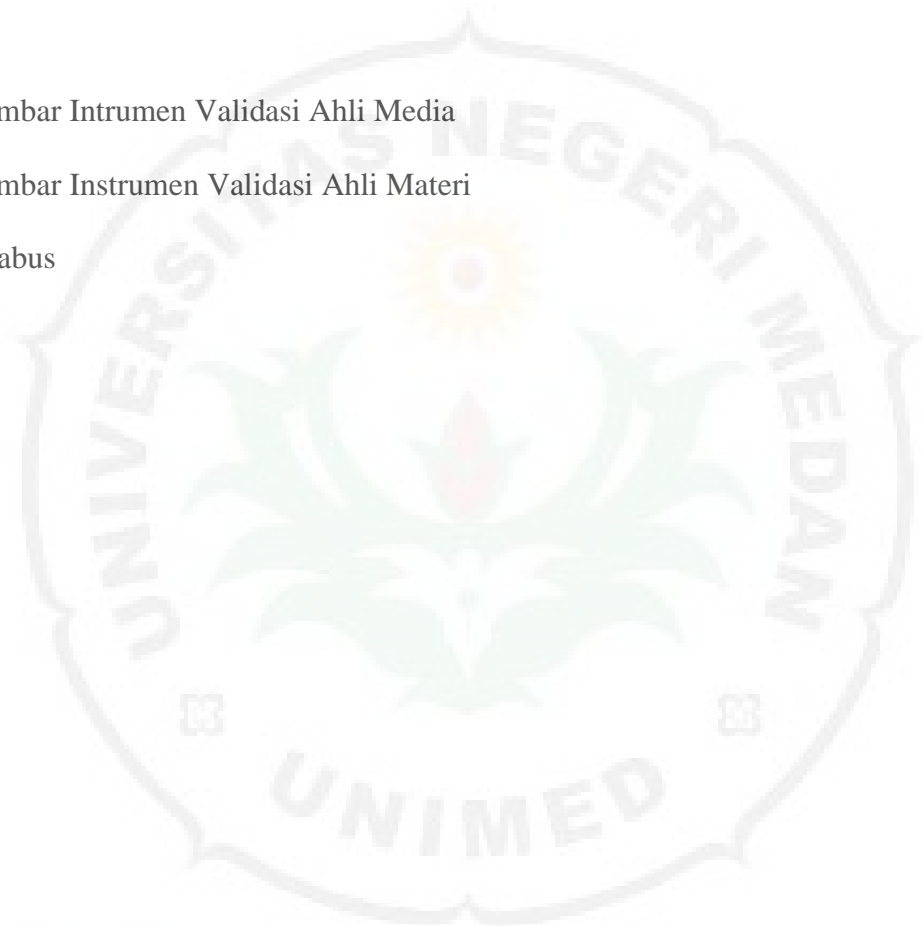 mbar Intrumen Validasi Ahli Media
mbar Instrumen Validasi Ahli Materi
abus
UNIVERSITAS NEGERI MEDAN
UNIMED